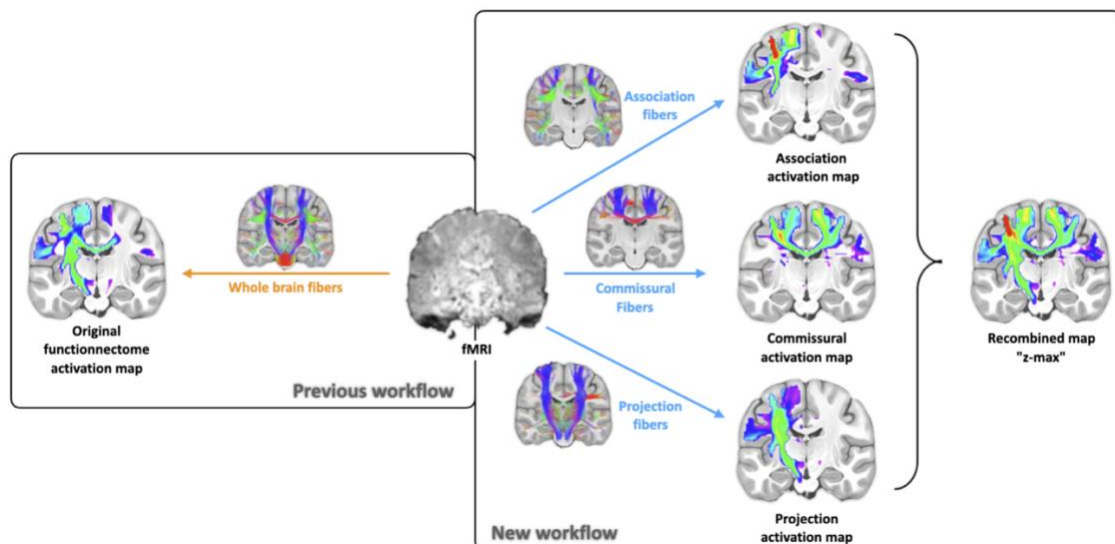 Whole brain fibers
Original
functionnectome
activation map
Previous workflow
fMRI
Association
fibers
Commissural
Fibers
Projection
fibers
Association
activation map
Commissural
activation map
Projection
activation map
Recombined map
"z-max"
New workflow